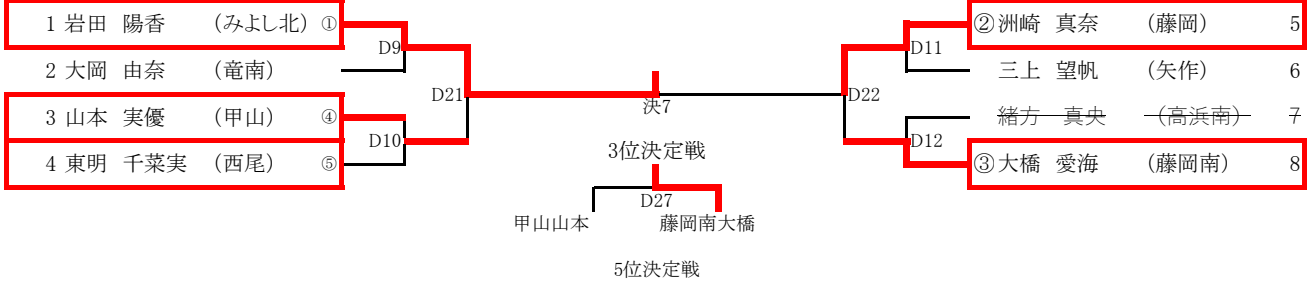 1 岩田 陽香 (みよし北) ①
D9
2 大岡 由奈 (竜南)
D21
3 山本 実優 (甲山) ④
D10
4 東明 千菜実 (西尾) ⑤
決7
3位決定戦
D27
甲山山本 藤岡南大橋
5位決定戦
② 洲崎 真奈 (藤岡) 5
D11
三上 望帆 (矢作) 6
D22
緒方 真央 (高浜南) 7
D12
③ 大橋 愛海 (藤岡南) 8